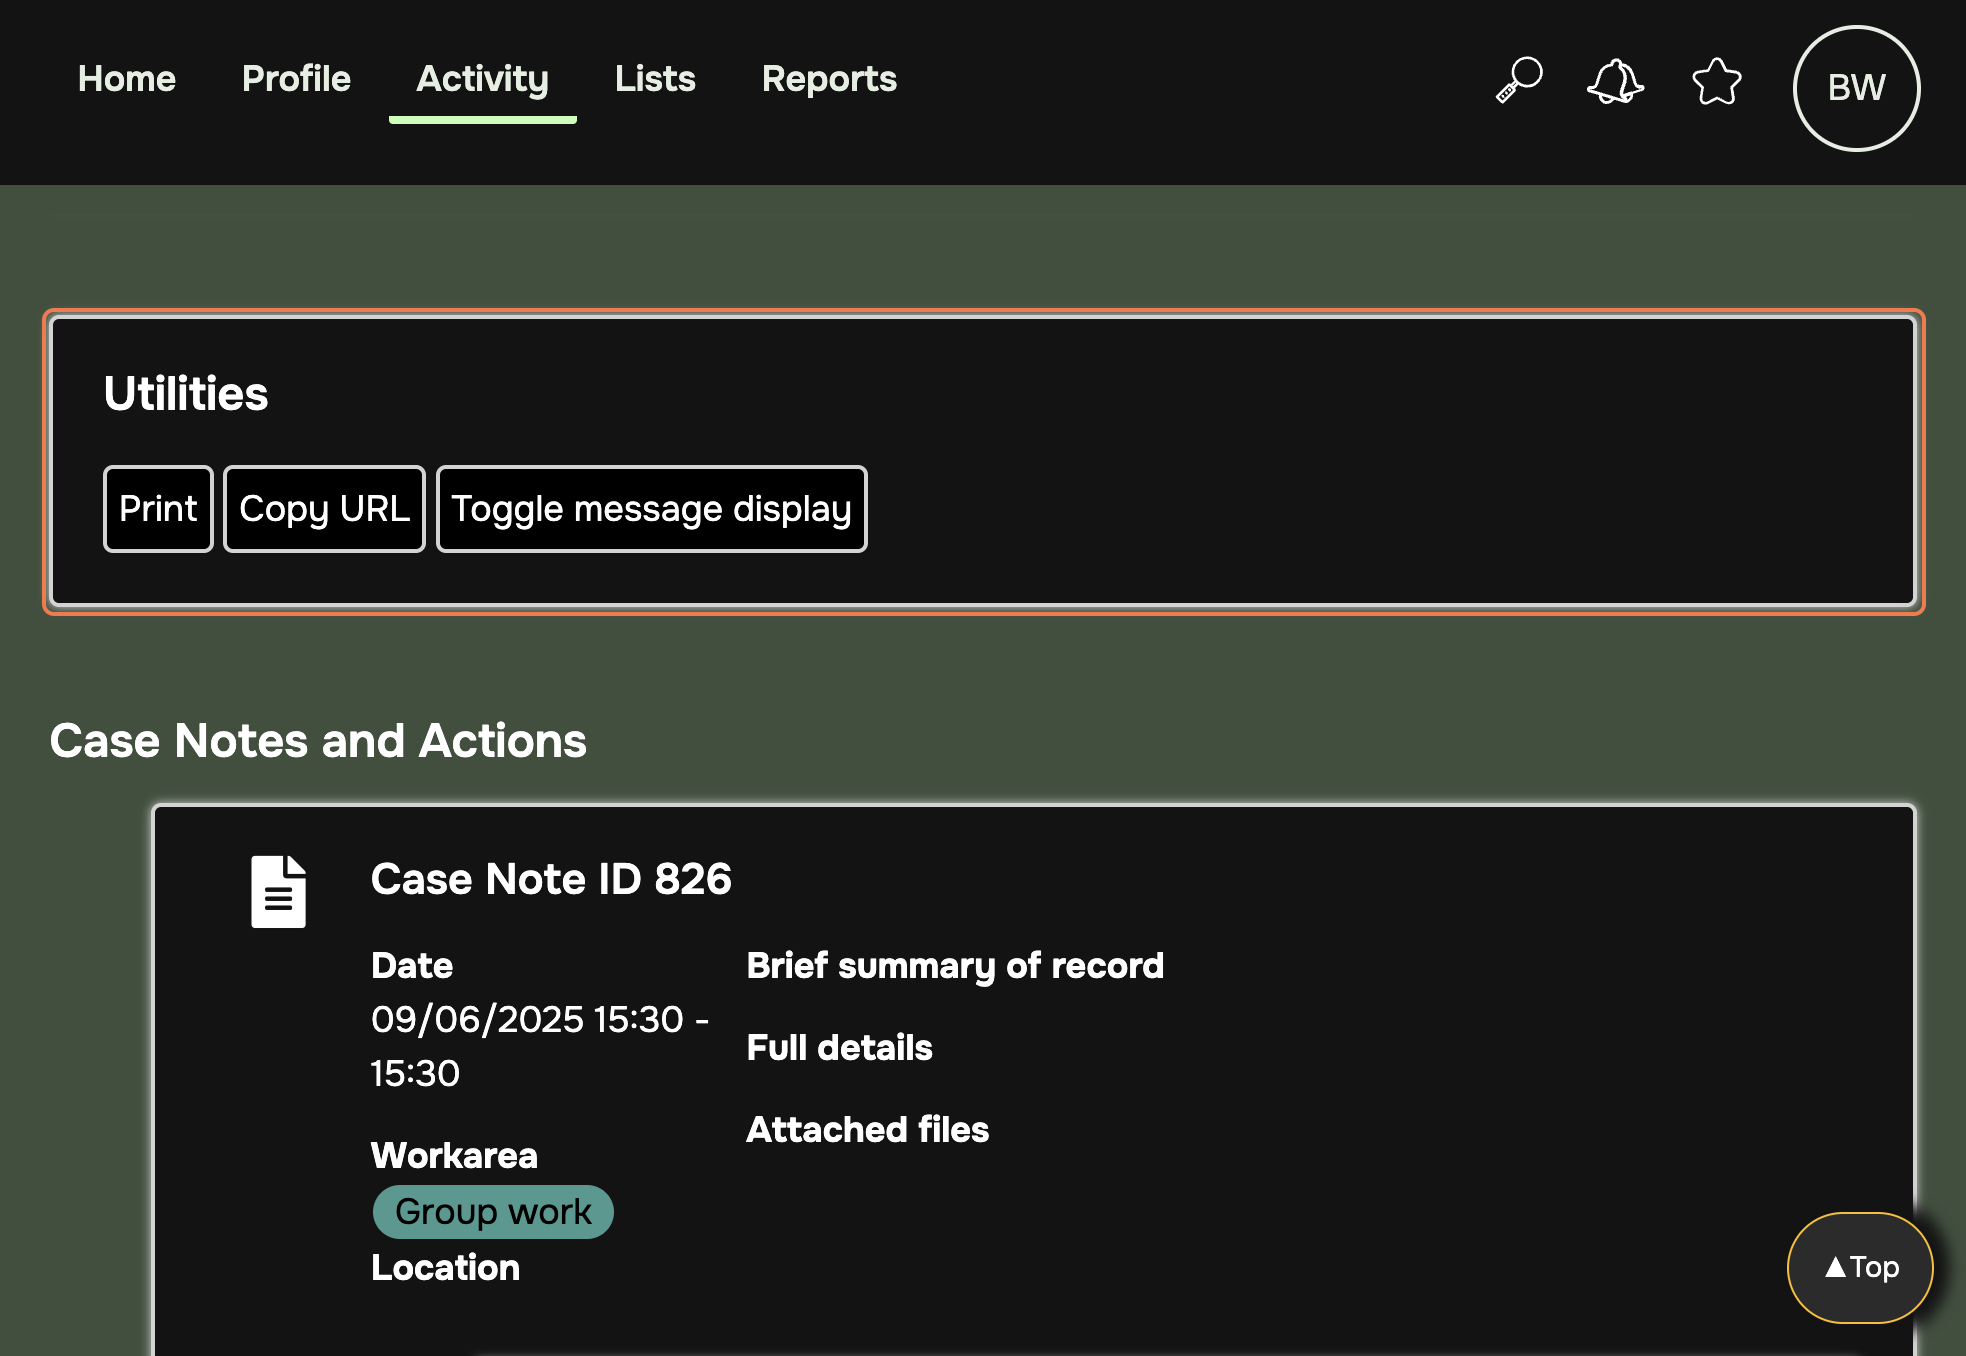 Home Profile Activity Lists Reports BW
Utilities
Print Copy URL Toggle message display
Case Notes and Actions
Case Note ID 826
Date
09/06/2025 15:30 -
15:30
Workarea
Group work
Location
Brief summary of record
Full details
Attached files
▲Top